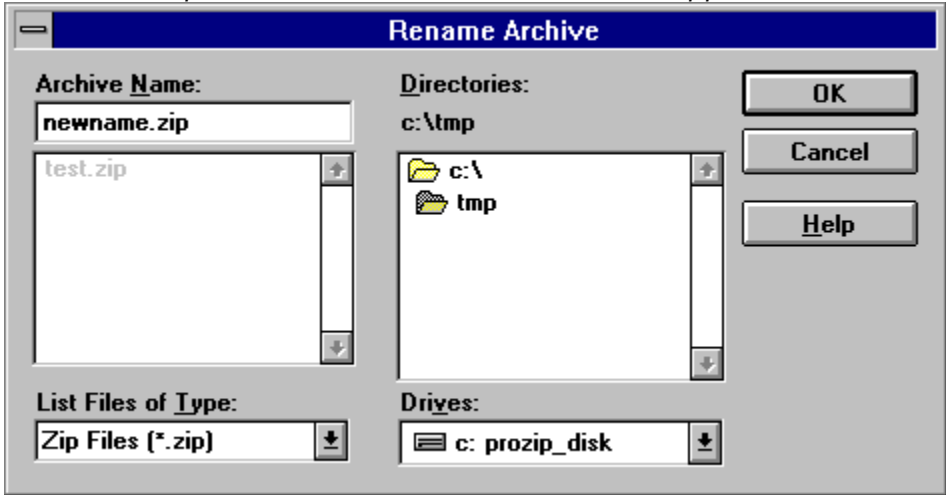 Rename Archive
Archive Name:
newname.zip
test.zip
List Files of Type:
Zip Files (*.zip)
Directories:
c:\tmp
c:\
tmp
Drives:
c: prozip_disk
OK
Cancel
Help